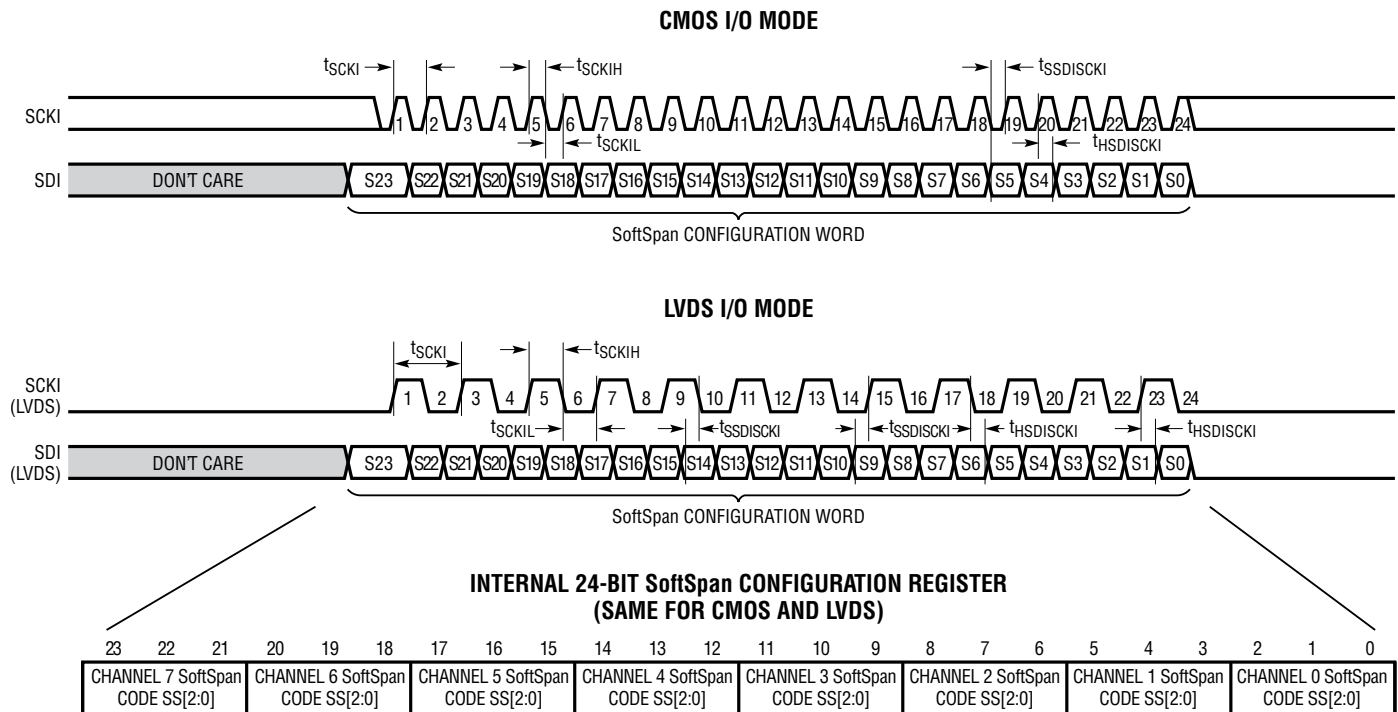 CMOS I/O MODE
tSCKI tSCKIH tSSDISCKI
SCKI 1 2 3 4 5 6 7 8 9 10 11 12 13 14 15 16 17 18 19 20 21 22 23 24
tSCKIL tHSDISCKI
SDI DON'T CARE S23 S22 S21 S20 S19 S18 S17 S16 S15 S14 S13 S12 S11 S10 S9 S8 S7 S6 S5 S4 S3 S2 S1 S0
SoftSpan CONFIGURATION WORD
LVDS I/O MODE
tSCKI tSCKIH
SCKI
(LVDS) 1 2 3 4 5 6 7 8 9 10 11 12 13 14 15 16 17 18 19 20 21 22 23 24
tSCKIL tSSDISCKI tSSDISCKI tHSDISCKI tHSDISCKI
SDI
(LVDS) DON'T CARE S23 S22 S21 S20 S19 S18 S17 S16 S15 S14 S13 S12 S11 S10 S9 S8 S7 S6 S5 S4 S3 S2 S1 S0
SoftSpan CONFIGURATION WORD
INTERNAL 24-BIT SoftSpan CONFIGURATION REGISTER
(SAME FOR CMOS AND LVDS)
23 22 21 20 19 18 17 16 15 14 13 12 11 10 9 8 7 6 5 4 3 2 1 0
CHANNEL 7 SoftSpan CHANNEL 6 SoftSpan CHANNEL 5 SoftSpan CHANNEL 4 SoftSpan CHANNEL 3 SoftSpan CHANNEL 2 SoftSpan CHANNEL 1 SoftSpan CHANNEL 0 SoftSpan
CODE SS[2:0] CODE SS[2:0] CODE SS[2:0] CODE SS[2:0] CODE SS[2:0] CODE SS[2:0] CODE SS[2:0] CODE SS[2:0]